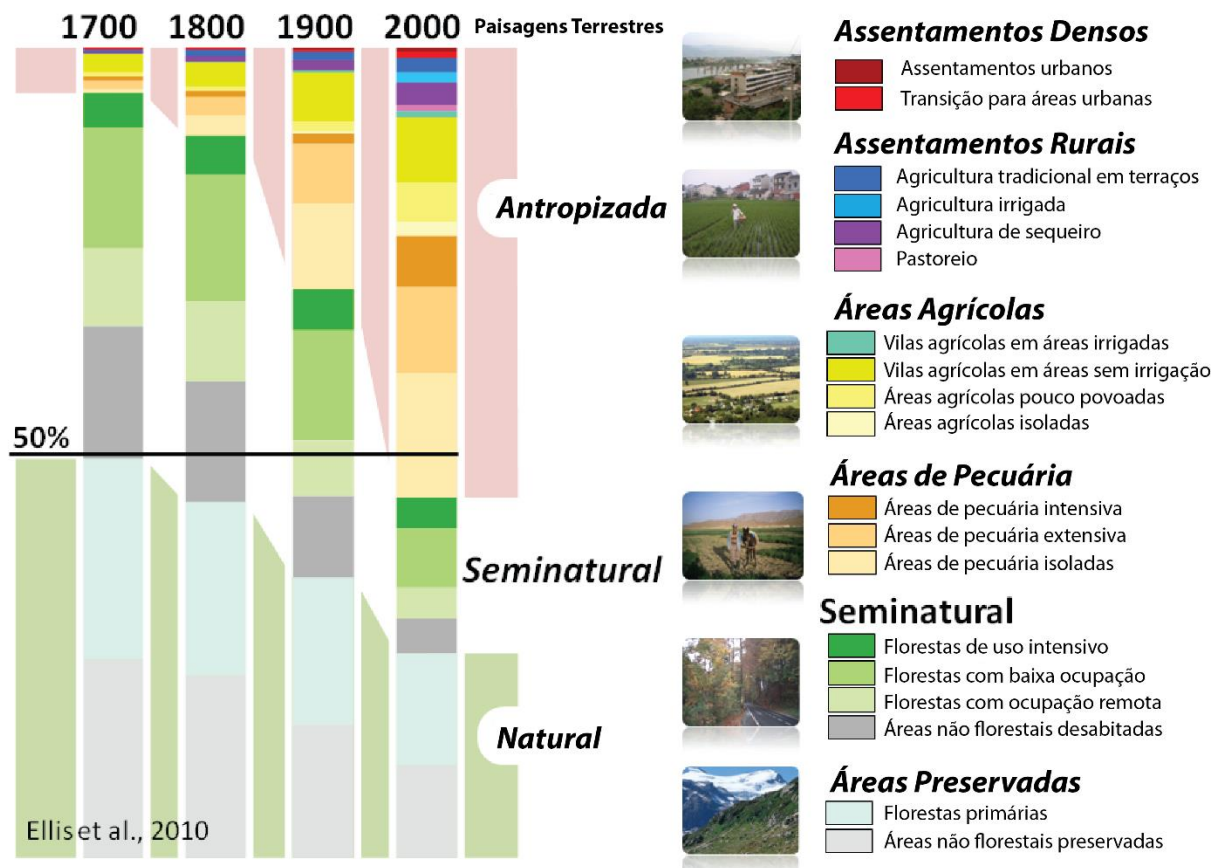 1700 1800 1900 2000 Paisagens Terrestres
50%
Antropizada
Seminatural
Natural
Ellis et al., 2010
Assentamentos Densos
Assentamentos urbanos
Transição para áreas urbanas
Assentamentos Rurais
Agricultura tradicional em terraços
Agricultura irrigada
Agricultura de sequeiro
Pastoreio
Áreas Agrícolas
Vilas agrícolas em áreas irrigadas
Vilas agrícolas em áreas sem irrigação
Áreas agrícolas pouco povoadas
Áreas agrícolas isoladas
Áreas de Pecuária
Áreas de pecuária intensiva
Áreas de pecuária extensiva
Áreas de pecuária isoladas
Seminatural
Florestas de uso intensivo
Florestas com baixa ocupação
Florestas com ocupação remota
Áreas não florestais desabitadas
Áreas Preservadas
Florestas primárias
Áreas não florestais preservadas